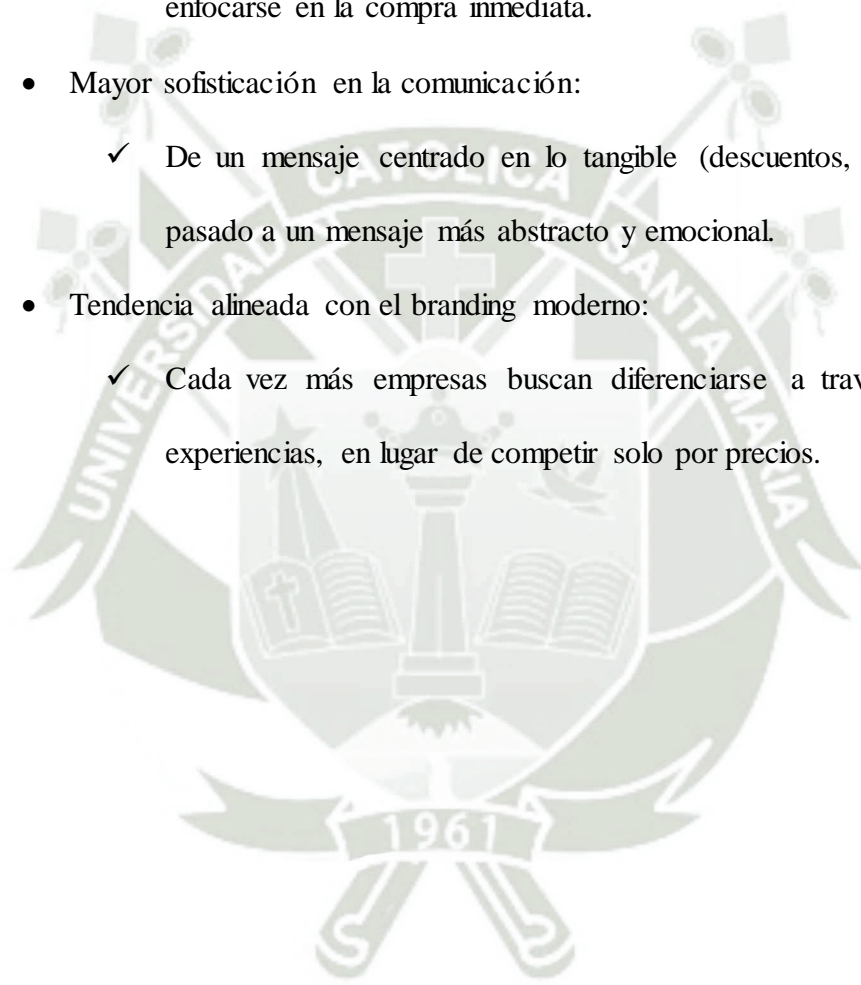 enfocarse en la compra inmediata.
• Mayor sofisticación en la comunicación:
✓ De un mensaje centrado en lo tangible (descuentos,
pasado a un mensaje más abstracto y emocional.
• Tendencia alineada con el branding moderno:
✓ Cada vez más empresas buscan diferenciarse a
experiencias, en lugar de competir solo por precios.
UNIVERSIDAD CATOLICA SANTA MARIA
1961